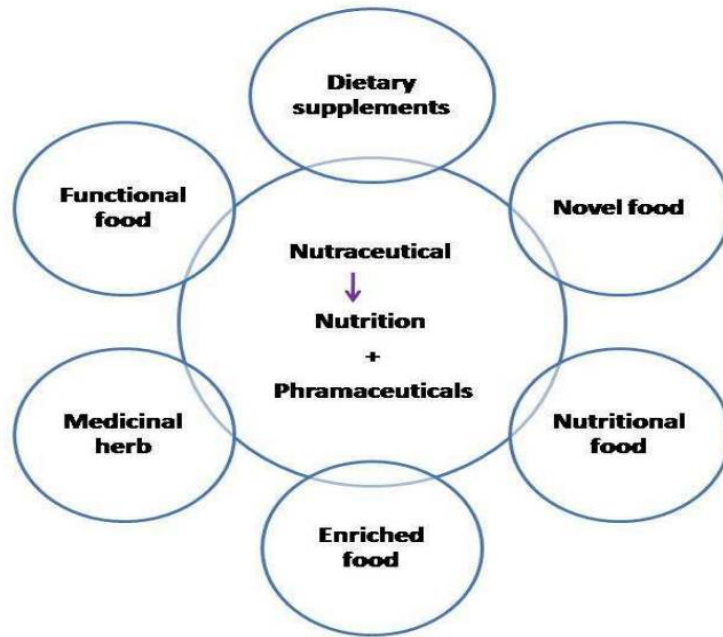 Dietary
supplements
Functional
food
Novel food
Nutraceutical
Nutrition
+
Phramaceuticals
Medicinal
herb
Nutritional
food
Enriched
food